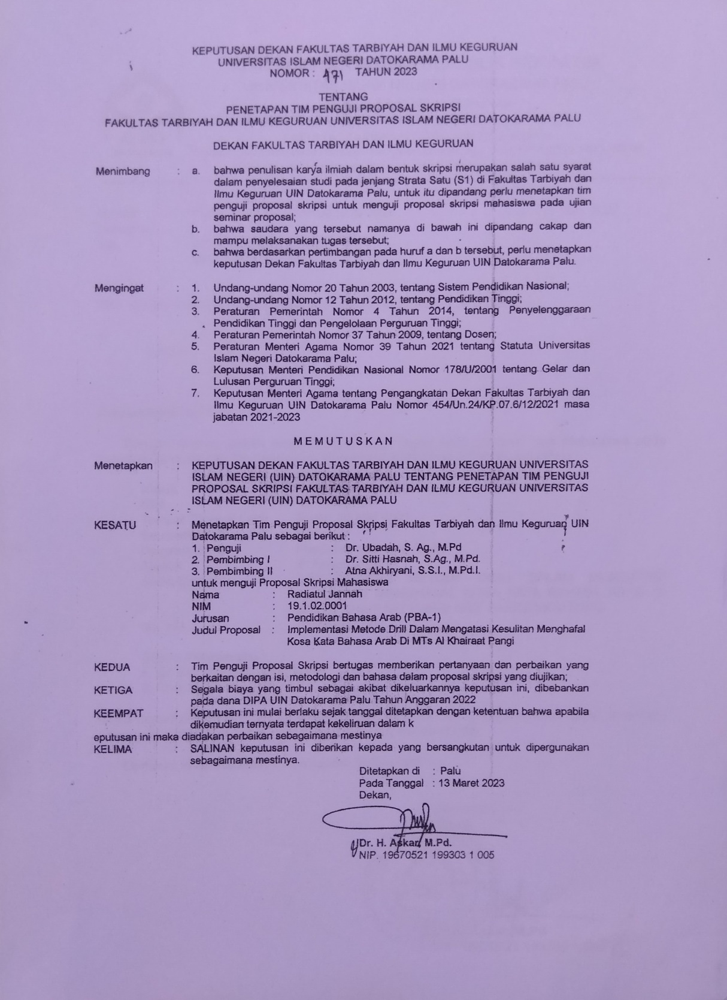 KEPUTUSAN DEKAN FAKULTAS TARBIYAH DAN ILMU KEGURUAN
UNIVERSITAS ISLAM NEGERI DATOKARAMA PALU
NOMOR : 471 TAHUN 2023
TENTANG
PENETAPAN TIM PENGUJI PROPOSAL SKRIPSI
FAKULTAS TARBIYAH DAN ILMU KEGURUAN UNIVERSITAS ISLAM NEGERI DATOKARAMA PALU
DEKAN FAKULTAS TARBIYAH DAN ILMU KEGURUAN
Menimbang : a. bahwa penulisan karya ilmiah dalam bentuk skripsi merupakan salah satu syarat
dalam penyelesaian studi pada jenjang Strata Satu (S1) di Fakultas Tarbiyah dan
Ilmu Keguruan UIN Datokarama Palu, untuk itu dipandang perlu menetapkan tim
penguji proposal skripsi untuk menguji proposal skripsi mahasiswa pada ujian
seminar proposal;
b. bahwa saudara yang tersebut namanya di bawah ini dipandang cakap dan
mampu melaksanakan tugas tersebut;
c. bahwa berdasarkan pertimbangan pada huruf a dan b tersebut, perlu menetapkan
keputusan Dekan Fakultas Tarbiyah dan Ilmu Keguruan UIN Datokarama Palu.
Mengingat : 1. Undang-undang Nomor 20 Tahun 2003, tentang Sistem Pendidikan Nasional;
2. Undang-undang Nomor 12 Tahun 2012, tentang Pendidikan Tinggi;
3. Peraturan Pemerintah Nomor 4 Tahun 2014, tentang Penyelenggaraan
Pendidikan Tinggi dan Pengelolaan Perguruan Tinggi;
4. Peraturan Pemerintah Nomor 37 Tahun 2009, tentang Dosen;
5. Peraturan Menteri Agama Nomor 39 Tahun 2021 tentang Statuta Universitas
Islam Negeri Datokarama Palu;
6. Keputusan Menteri Pendidikan Nasional Nomor 178/U/2001 tentang Gelar dan
Lulusan Perguruan Tinggi;
7. Keputusan Menteri Agama tentang Pengangkatan Dekan Fakultas Tarbiyah dan
Ilmu Keguruan UIN Datokarama Palu Nomor 454/Un.24/KP.07.6/12/2021 masa
jabatan 2021-2023
M E M U T U S K A N
Menetapkan : KEPUTUSAN DEKAN FAKULTAS TARBIYAH DAN ILMU KEGURUAN UNIVERSITAS
ISLAM NEGERI (UIN) DATOKARAMA PALU TENTANG PENETAPAN TIM PENGUJI
PROPOSAL SKRIPSI FAKULTAS TARBIYAH DAN ILMU KEGURUAN UNIVERSITAS
ISLAM NEGERI (UIN) DATOKARAMA PALU
KESATU : Menetapkan Tim Penguji Proposal Skripsi Fakultas Tarbiyah dan Ilmu Keguruan UIN
Datokarama Palu sebagai berikut :
1. Penguji : Dr. Ubadah, S. Ag., M.Pd
2. Pembimbing I : Dr. Sitti Hasnah, S.Ag., M.Pd.
3. Pembimbing II : Atna Akhiryani, S.S.I., M.Pd.I.
untuk menguji Proposal Skripsi Mahasiswa
Nama : Radiatul Jannah
NIM : 19.1.02.0001
Jurusan : Pendidikan Bahasa Arab (PBA-1)
Judul Proposal : Implementasi Metode Drill Dalam Mengatasi Kesulitan Menghafal
Kosa Kata Bahasa Arab Di MTs Al Khairaat Pangi
KEDUA : Tim Penguji Proposal Skripsi bertugas memberikan pertanyaan dan perbaikan yang
berkaitan dengan isi, metodologi dan bahasa dalam proposal skripsi yang diujikan;
KETIGA : Segala biaya yang timbul sebagai akibat dikeluarkannya keputusan ini, dibebankan
pada dana DIPA UIN Datokarama Palu Tahun Anggaran 2022
KEEMPAT : Keputusan ini mulai berlaku sejak tanggal ditetapkan dengan ketentuan bahwa apabila
dikemudian ternyata terdapat kekeliruan dalam k
eputusan ini maka diadakan perbaikan sebagaimana mestinya
KELIMA : SALINAN keputusan ini diberikan kepada yang bersangkutan untuk dipergunakan
sebagaimana mestinya.
Ditetapkan di : Palu
Pada Tanggal : 13 Maret 2023
Dekan,
Dr. H. Askar, M.Pd.
NIP. 19670521 199303 1 005